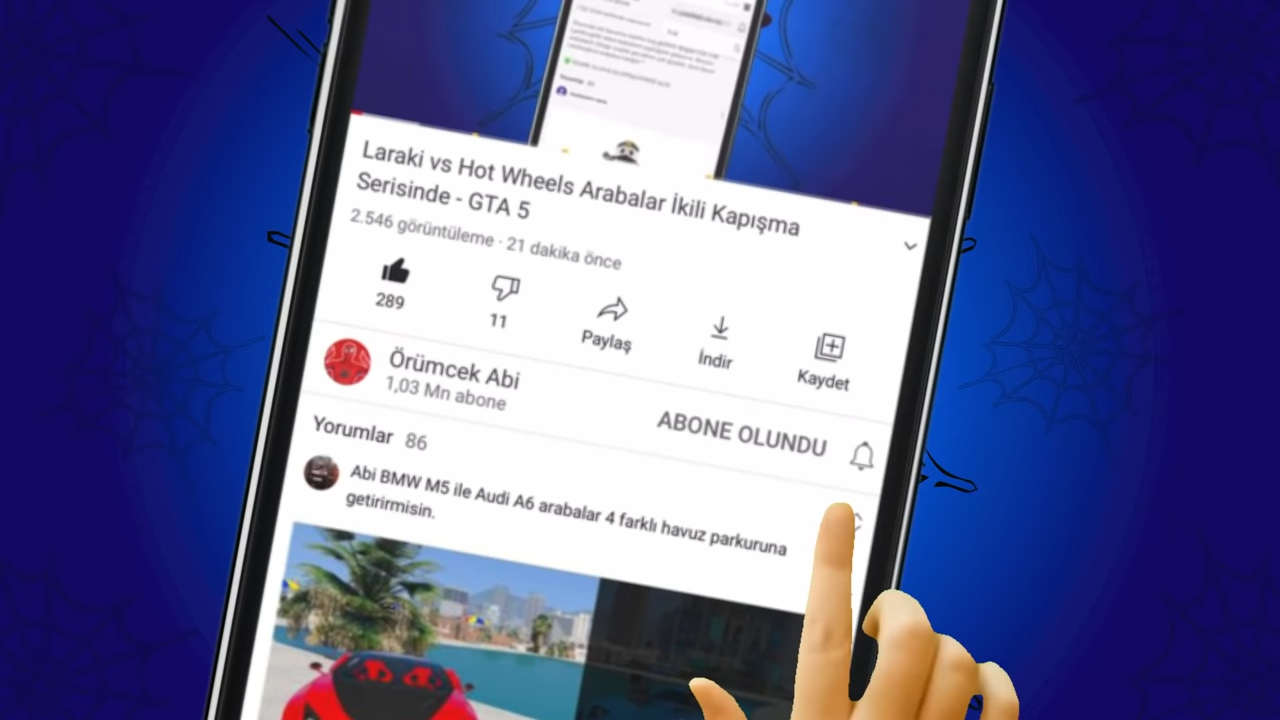 Laraki vs Hot Wheels Arabalar İkili Kapışma
Serisinde - GTA 5
2.546 görüntüleme · 21 dakika önce
289
11
Paylaş
İndir
Kaydet
Örümcek Abi
1,03 Mn abone
ABONE OLUNDU
Yorumlar 86
Abi BMW M5 ile Audi A6 arabalar 4 farklı havuz parkuruna
getirirmisin.